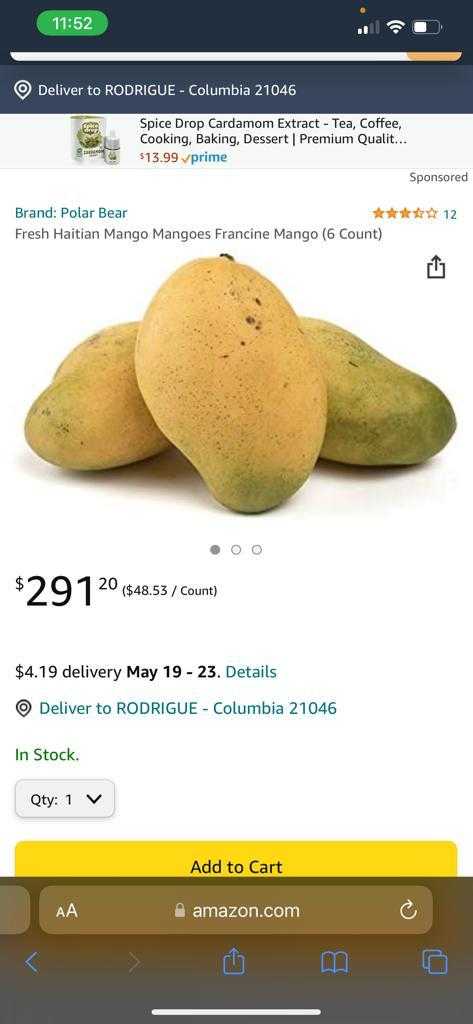 11:52
Deliver to RODRIGUE - Columbia 21046
Spice Drop Cardamom Extract - Tea, Coffee,
Cooking, Baking, Dessert | Premium Qualit...
$13.99 prime
Sponsored
Brand: Polar Bear
12
Fresh Haitian Mango Mangoes Francine Mango (6 Count)
$291 20 ($48.53 / Count)
$4.19 delivery May 19 - 23. Details
Deliver to RODRIGUE - Columbia 21046
In Stock.
Qty: 1
Add to Cart
AA amazon.com